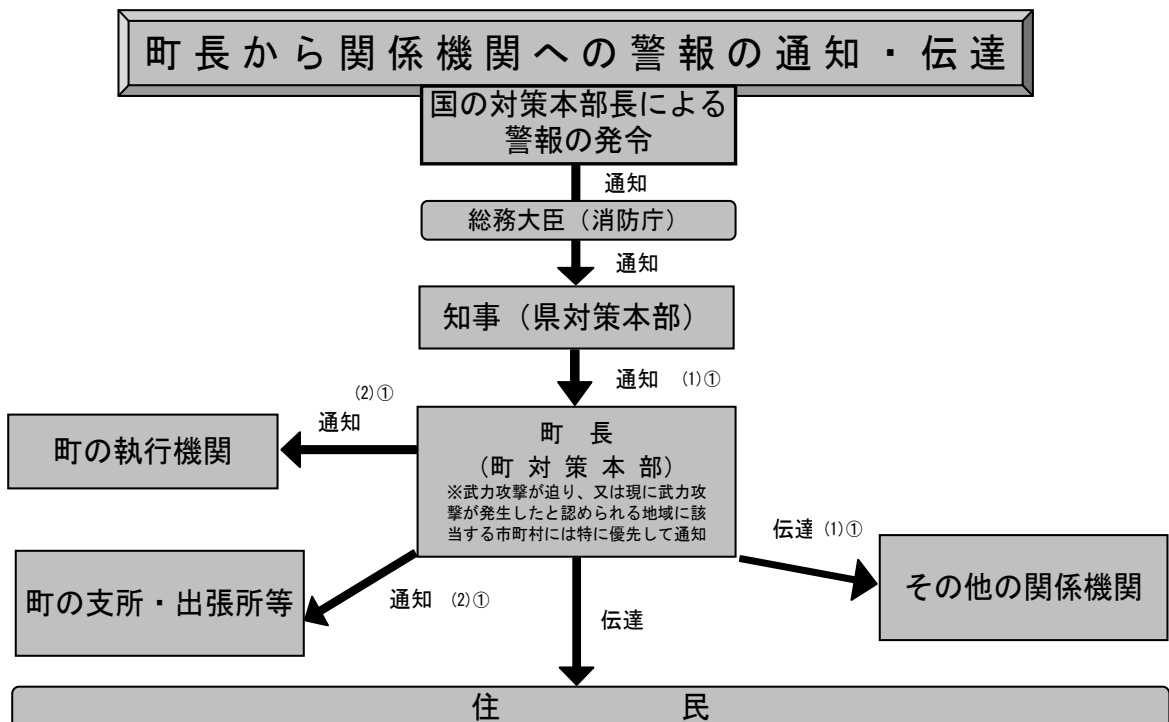 町長から関係機関への警報の通知・伝達
国の対策本部長による
警報の発令
通知
総務大臣（消防庁）
通知
知事（県対策本部）
通知 (1)①
(2)①
通知
町の執行機関
町　長
（町 対 策 本 部）
※武力攻撃が迫り、又は現に武力攻
撃が発生したと認められる地域に該
当する市町村には特に優先して通知
伝達 (1)①
その他の関係機関
町の支所・出張所等
通知 (2)①
伝達
住　　　　民